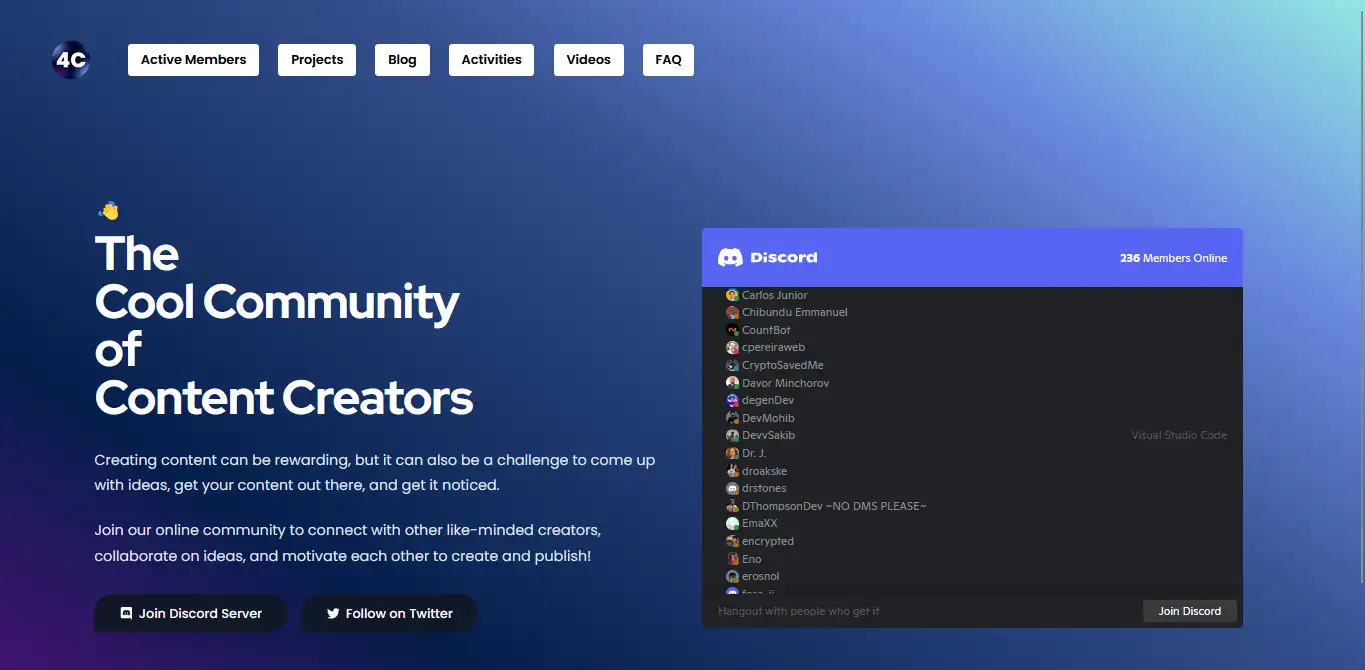 4C
Active Members
Projects
Blog
Activities
Videos
FAQ
The
Cool Community
of
Content Creators
Creating content can be rewarding, but it can also be a challenge to come up
with ideas, get your content out there, and get it noticed.
Join our online community to connect with other like-minded creators,
collaborate on ideas, and motivate each other to create and publish!
Join Discord Server
Follow on Twitter
Discord
236 Members Online
Carlos Junior
Chibundu Emmanuel
CountBot
cpereiraweb
CryptoSavedMe
Davor Minchorov
degenDev
DevMohib
DevvSakib
Visual Studio Code
Dr. J.
droakske
drstones
DThompsonDev ~NO DMS PLEASE~
EmaXX
encrypted
Eno
erosnol
Hangout with people who get it
Join Discord